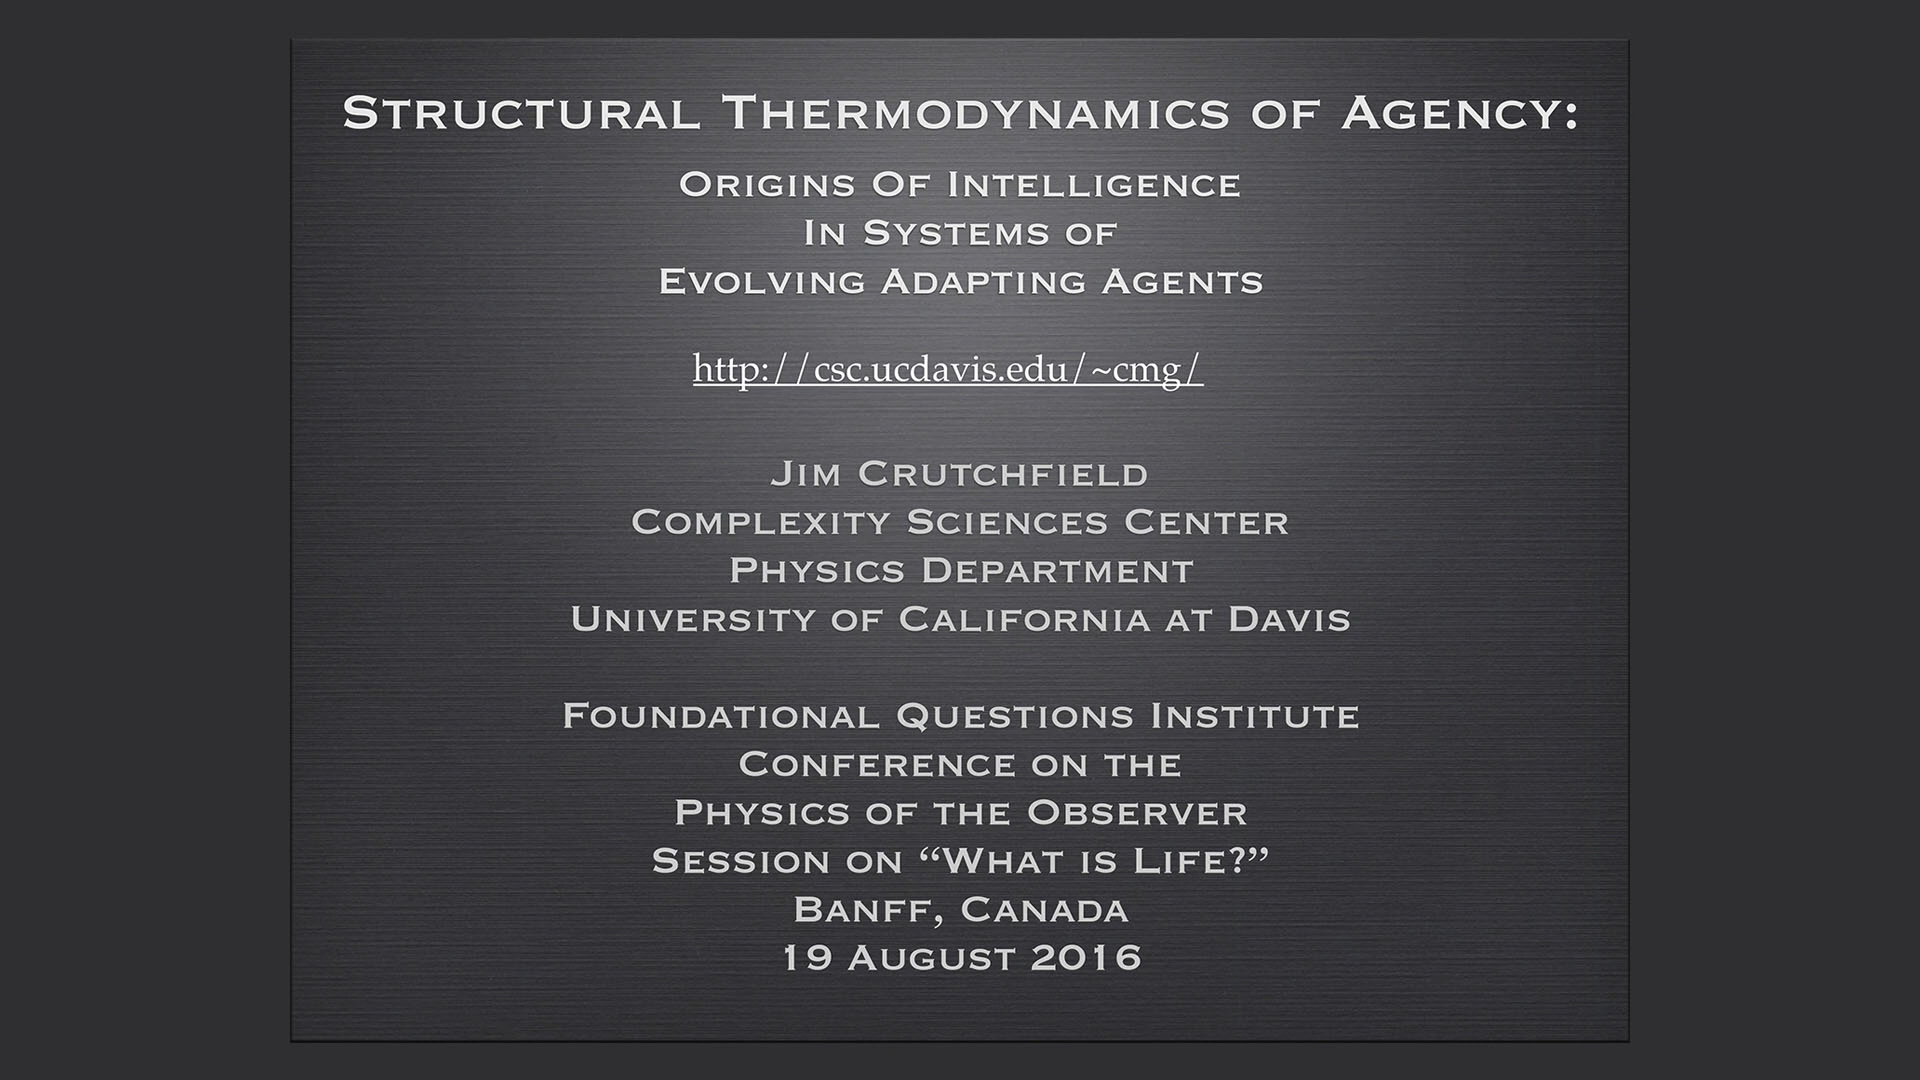 Structural Thermodynamics of Agency:
Origins Of Intelligence
In Systems of
Evolving Adapting Agents
http://csc.ucdavis.edu/~cmg/
Jim Crutchfield
Complexity Sciences Center
Physics Department
University of California at Davis
Foundational Questions Institute
Conference on the
Physics of the Observer
Session on “What is Life?”
Banff, Canada
19 August 2016